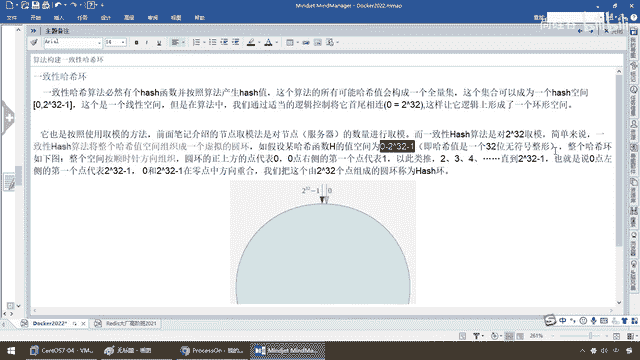 Mindjet MindManager - Docker2022.mmap
主题备注
Arial
14
算法构建一致性哈希环
一致性哈希环
一致性哈希算法必然有个hash函数并按照算法产生hash值，这个算法的所有可能哈希值会构成一个全量集，这个集合可以成为一个hash空间
[0,2^32-1]，这个是一个线性空间，但是在算法中，我们通过适当的逻辑控制将它首尾相连(0 = 2^32),这样让它逻辑上形成了一个环形空间。
它也是按照使用取模的方法，前面笔记介绍的节点取模法是对节点（服务器）的数量进行取模。而一致性Hash算法是对2^32取模，简单来说，一
致性Hash算法将整个哈希值空间组织成一个虚拟的圆环，如假设某哈希函数H的值空间为0-2^32-1（即哈希值是一个32位无符号整形），整个哈希环
如下图：整个空间按顺时针方向组织，圆环的正上方的点代表0，0点右侧的第一个点代表1，以此类推，2、3、4、……直到2^32-1，也就是说0点左
侧的第一个点代表2^32-1， 0和2^32-1在零点中方向重合，我们把这个由2^32个点组成的圆环称为Hash环。
2³²−1 0
Docker2022*
Redis大厂高阶班2021
261%
CentOS7-04 - VM...
无标题 - 画图
ProcessOn - 我的...
Mindjet MindMa...